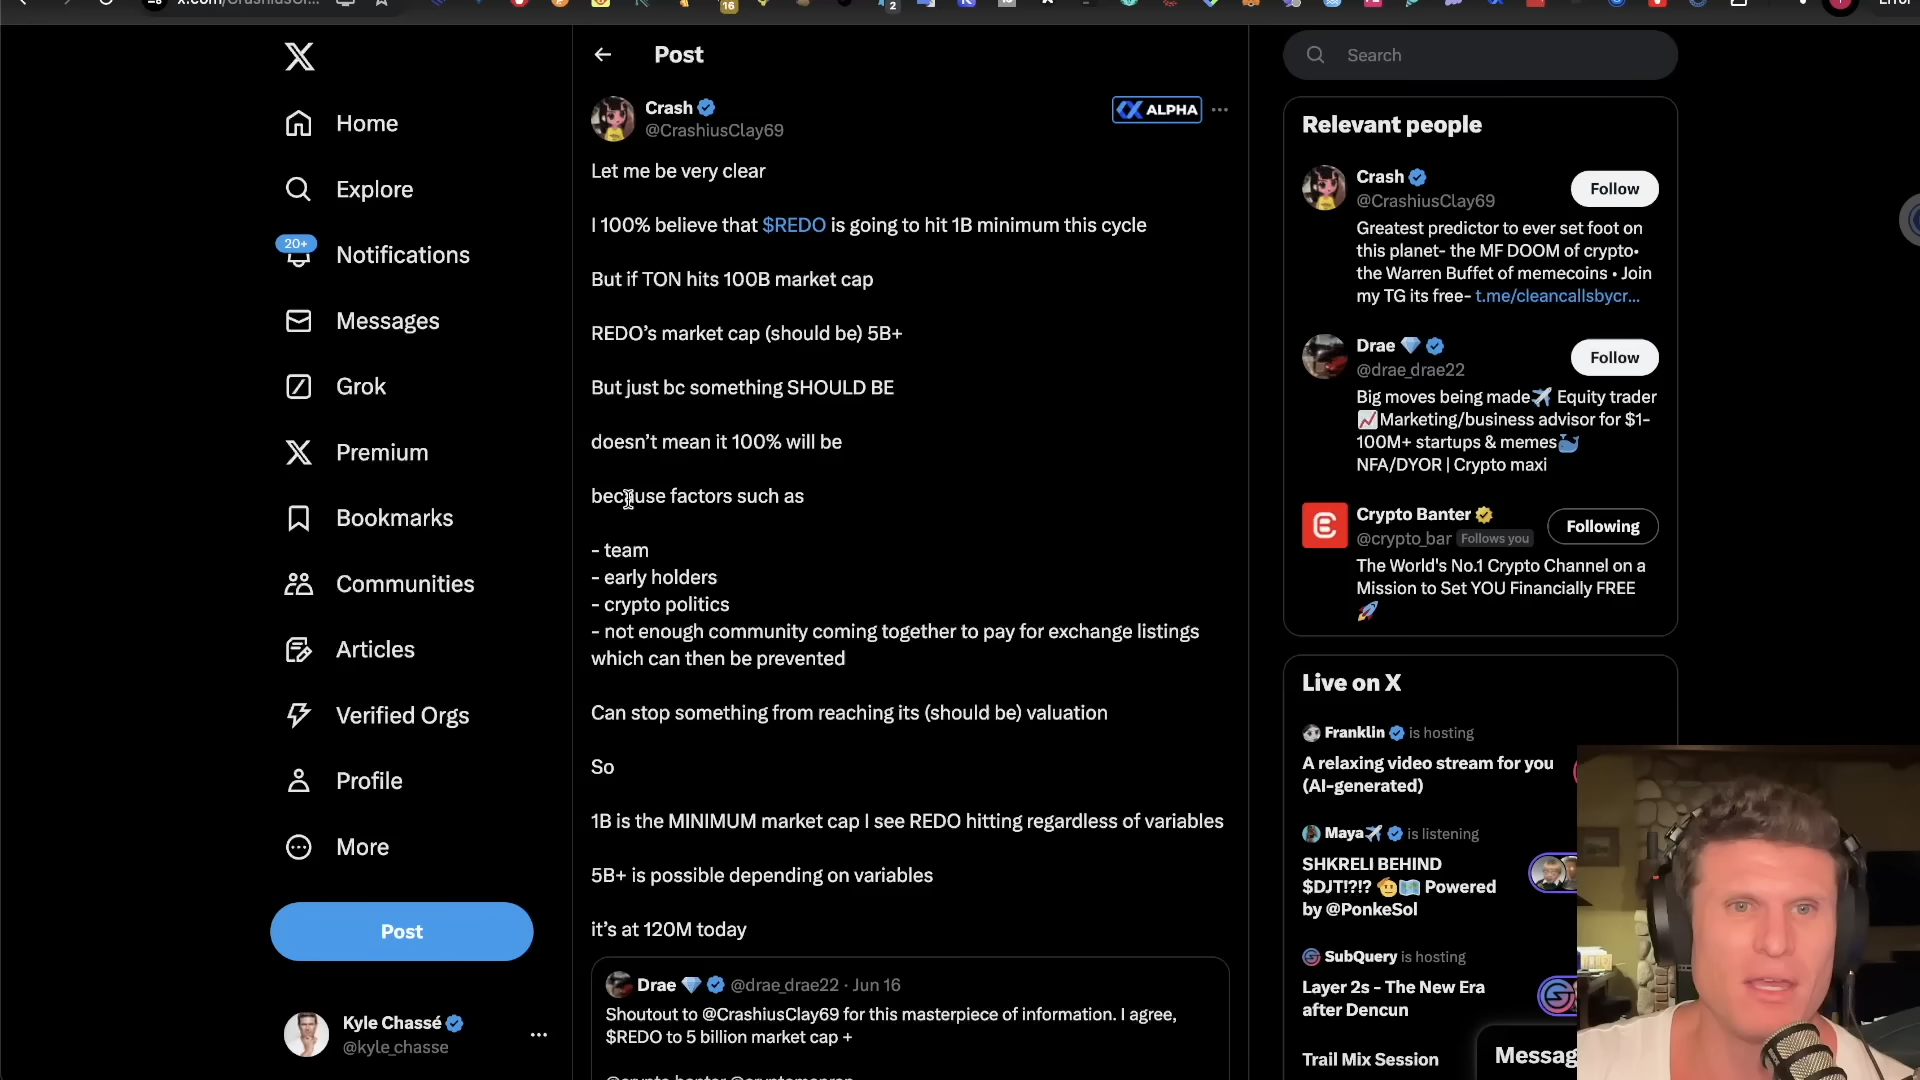 x.com/CrashiusCl...
16
2
Error
Post
Search
Crash
@CrashiusClay69
ALPHA
Let me be very clear
I 100% believe that $REDO is going to hit 1B minimum this cycle
But if TON hits 100B market cap
REDO’s market cap (should be) 5B+
But just bc something SHOULD BE
doesn’t mean it 100% will be
because factors such as
- team
- early holders
- crypto politics
- not enough community coming together to pay for exchange listings
which can then be prevented
Can stop something from reaching its (should be) valuation
So
1B is the MINIMUM market cap I see REDO hitting regardless of variables
5B+ is possible depending on variables
it’s at 120M today
Drae @drae_drae22 · Jun 16
Shoutout to @CrashiusClay69 for this masterpiece of information. I agree,
$REDO to 5 billion market cap +
Home
Explore
20+
Notifications
Messages
Grok
Premium
Bookmarks
Communities
Articles
Verified Orgs
Profile
More
Post
Kyle Chassé
@kyle_chasse
Relevant people
Crash
@CrashiusClay69
Follow
Greatest predictor to ever set foot on
this planet- the MF DOOM of crypto•
the Warren Buffet of memecoins • Join
my TG its free- t.me/cleancallsbycr...
Drae
@drae_drae22
Follow
Big moves being made Equity trader
Marketing/business advisor for $1-
100M+ startups & memes
NFA/DYOR | Crypto maxi
Crypto Banter
@crypto_bar Follows you
Following
The World's No.1 Crypto Channel on a
Mission to Set YOU Financially FREE
Live on X
Franklin is hosting
A relaxing video stream for you
(AI-generated)
Maya is listening
SHKRELI BEHIND
$DJT!?!? Powered
by @PonkeSol
SubQuery is hosting
Layer 2s - The New Era
after Dencun
Trail Mix Session
Messag